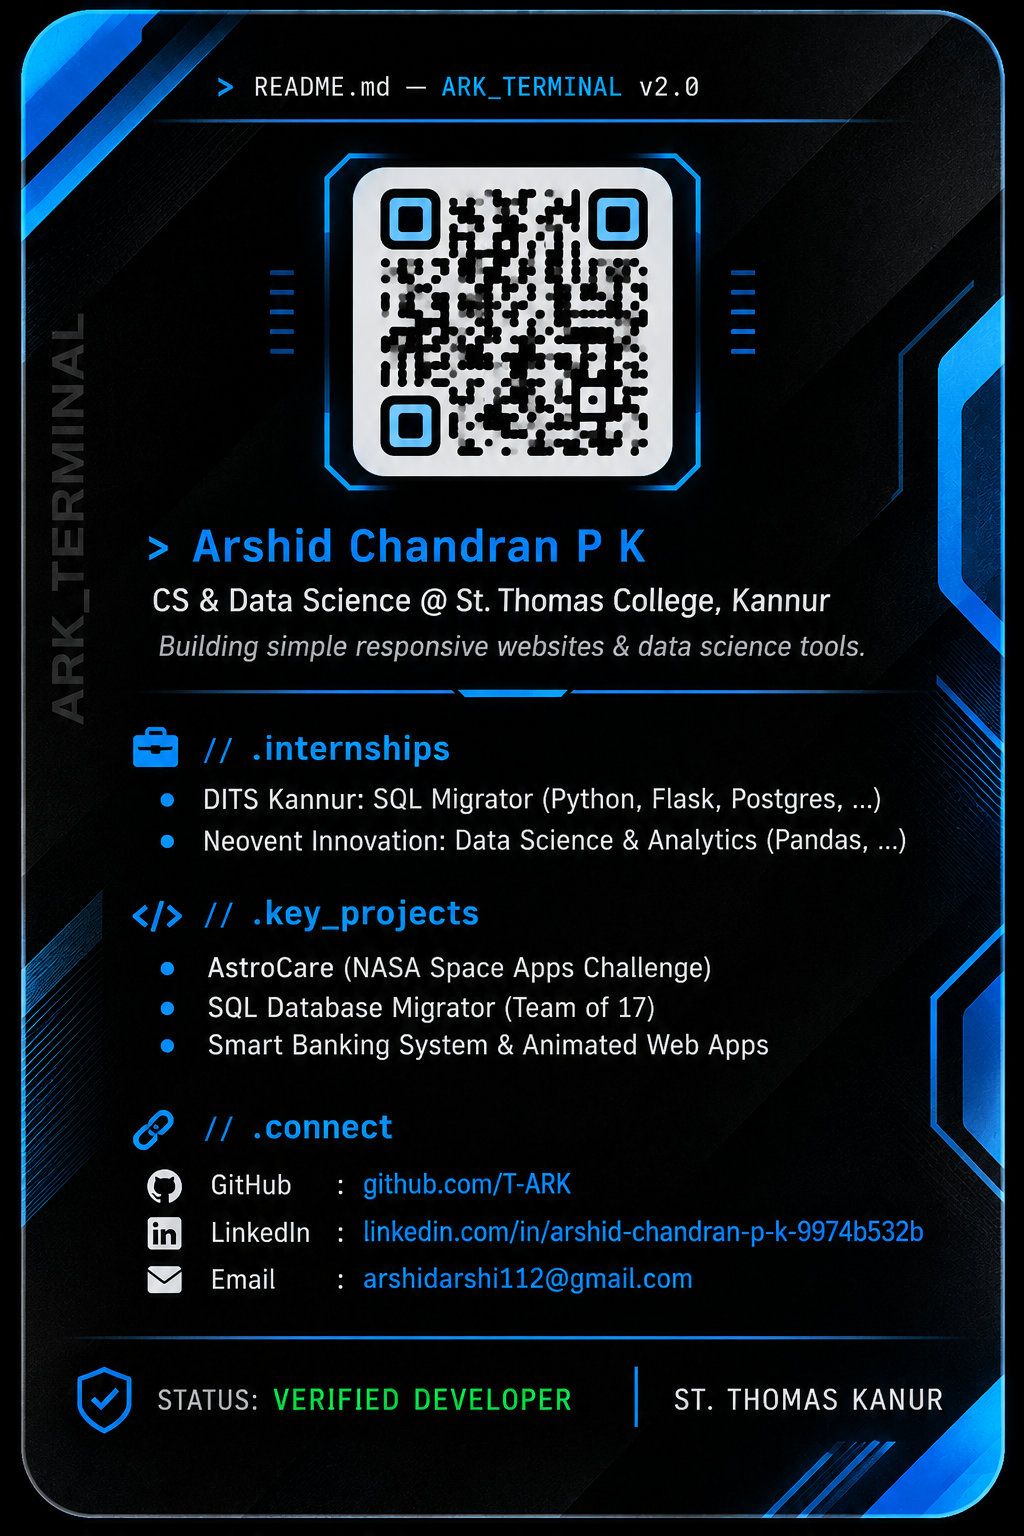 > README.md — ARK_TERMINAL v2.0
ARK_TERMINAL
> Arshid Chandran P K
CS & Data Science @ St. Thomas College, Kannur
Building simple responsive websites & data science tools.
// .internships
• DITS Kannur: SQL Migrator (Python, Flask, Postgres, ...)
• Neovent Innovation: Data Science & Analytics (Pandas, ...)
</> // .key_projects
• AstroCare (NASA Space Apps Challenge)
• SQL Database Migrator (Team of 17)
• Smart Banking System & Animated Web Apps
// .connect
GitHub : github.com/T-ARK
in LinkedIn : linkedin.com/in/arshid-chandran-p-k-9974b532b
Email : arshidarshi112@gmail.com
STATUS: VERIFIED DEVELOPER | ST. THOMAS KANUR